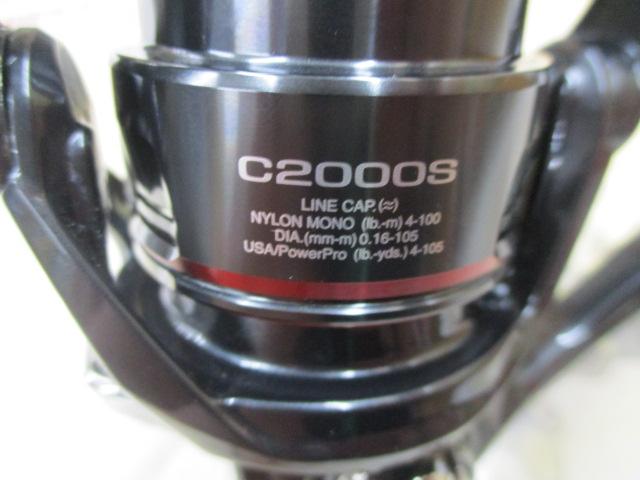 C2000S
LINE CAP.(≈)
NYLON MONO (lb.-m) 4-100
DIA.(mm-m) 0.16-105
USA/PowerPro (lb.-yds.) 4-105